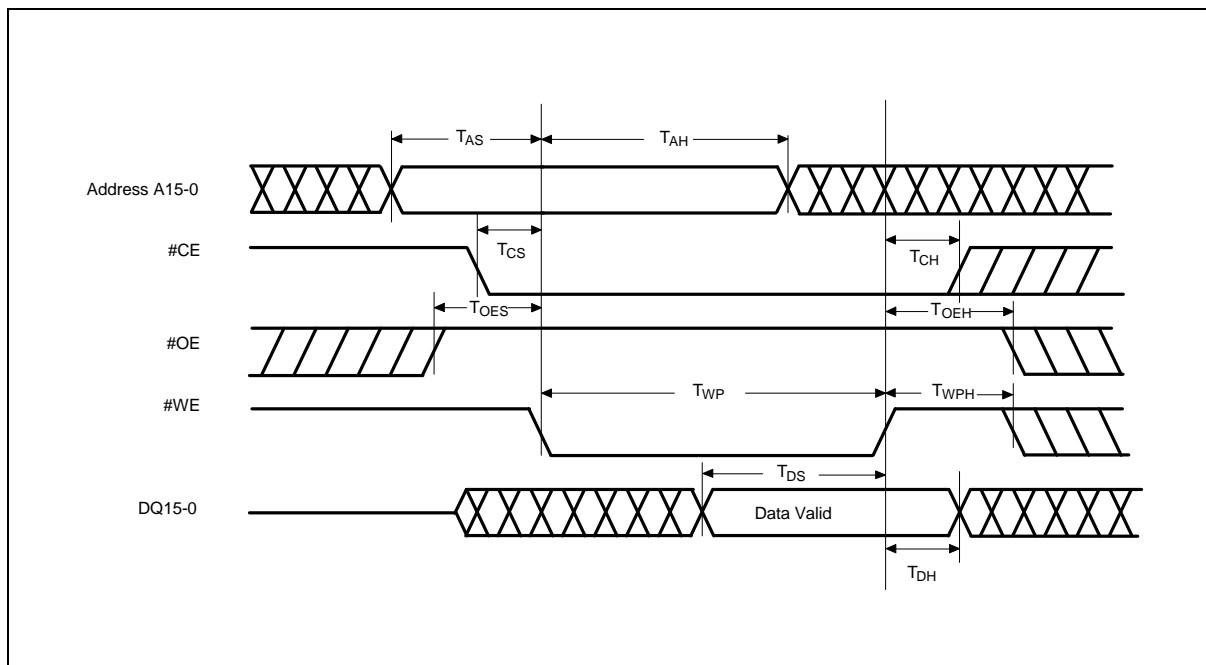 TAS
TAH
Address A15-0
TCS
#CE
TCH
TOES
TOEH
#OE
TWP
TWPH
#WE
TDS
DQ15-0
Data Valid
TDH